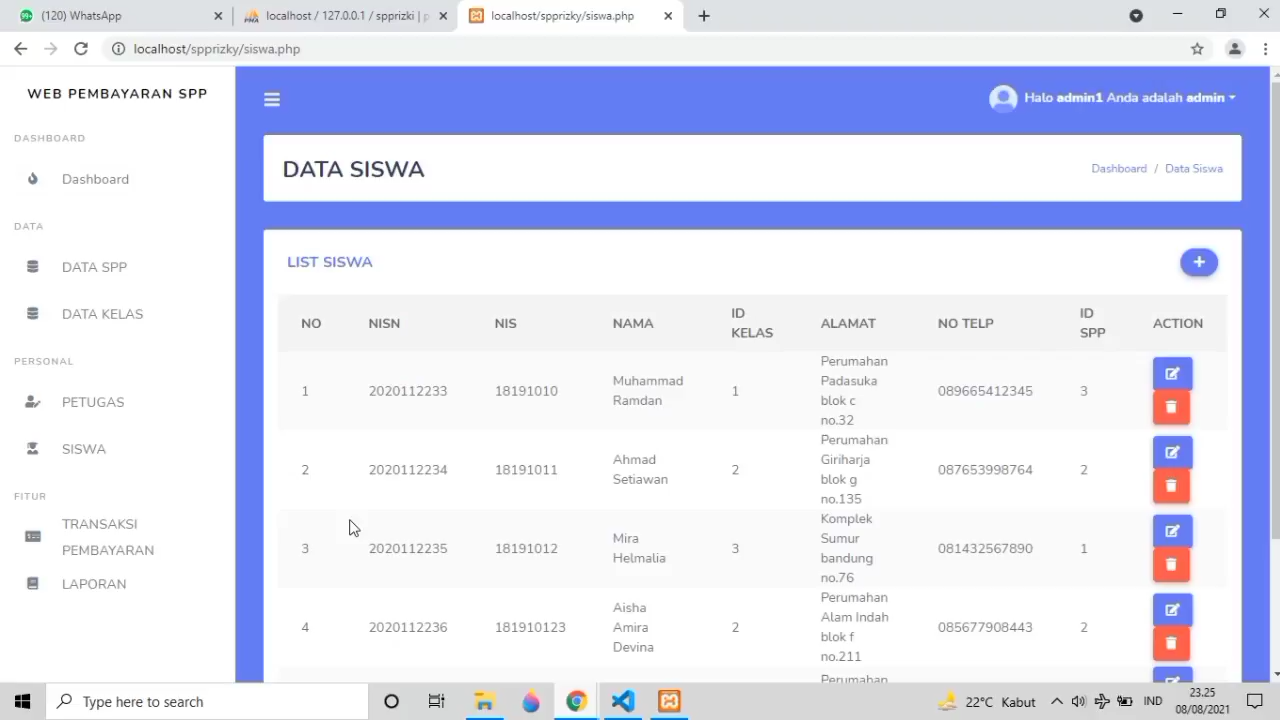 (120) WhatsApp
localhost / 127.0.0.1 / spprizki | p
localhost/spprizky/siswa.php
localhost/spprizky/siswa.php
WEB PEMBAYARAN SPP
Halo admin1 Anda adalah admin
DASHBOARD
Dashboard
DATA
DATA SPP
DATA KELAS
PERSONAL
PETUGAS
SISWA
FITUR
TRANSAKSI
PEMBAYARAN
LAPORAN
DATA SISWA
Dashboard / Data Siswa
LIST SISWA
NO NISN NIS NAMA ID KELAS ALAMAT NO TELP ID SPP ACTION
1 2020112233 18191010 Muhammad Ramdan 1 Perumahan Padasuka blok c no.32 089665412345 3
2 2020112234 18191011 Ahmad Setiawan 2 Perumahan Giriharja blok g no.135 087653998764 2
3 2020112235 18191012 Mira Helmalia 3 Komplek Sumur bandung no.76 081432567890 1
4 2020112236 181910123 Aisha Amira Devina 2 Perumahan Alam Indah blok f no.211 085677908443 2
Perumahan
Type here to search
22°C Kabut
IND
23.25
08/08/2021